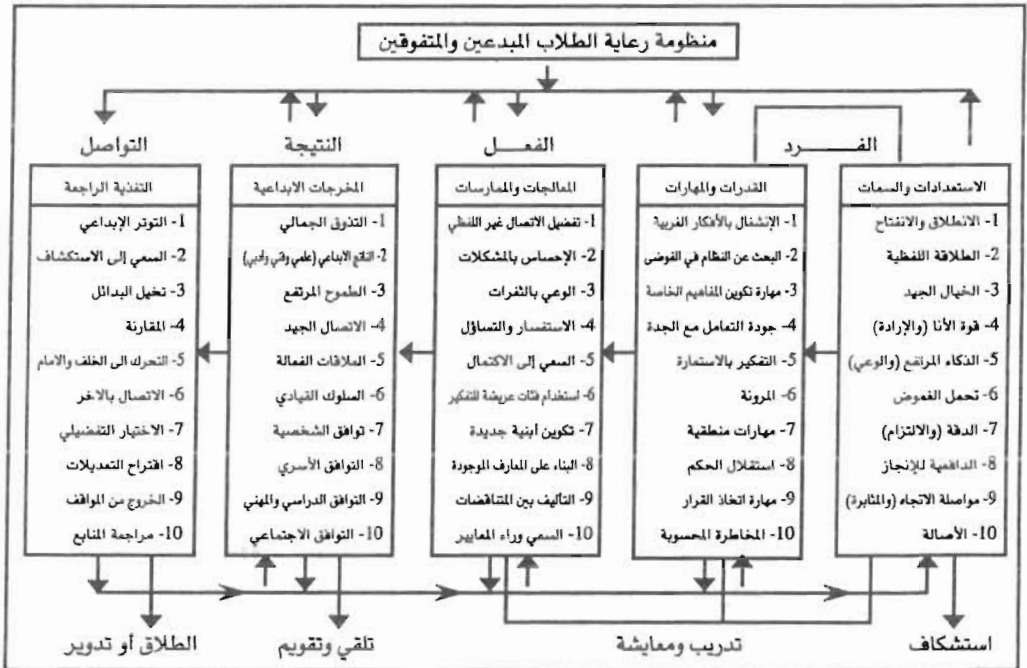 منظومة رعاية الطلاب المبدعين والمتفوقين
الفـــــــرد
الفعـــل
النتيجة
التواصل
الاستعدادات والسمات
1- الانطلاق والانفتاح
2- الطلاقة اللفظية
3- الخيال الجيد
4- قوة الأنا (والإرادة)
5- الذكاء المرتفع (والوعي)
6- تحمل الغموض
7- الدقة (والالتزام)
8- الدافعية للإنجاز
9- مواصلة الاتجاه (والمثابرة)
10- الأصالة
القدرات والمهارات
1- الإنشغال بالأفكار الغريبة
2- البحث عن النظام في الفوضى
3- مهارة تكوين المفاهيم الخاصة
4- جودة التعامل مع الجدة
5- التفكير بالاستعارة
6- المرونة
7- مهارات منطقية
8- استقلال الحكم
9- مهارة اتخاذ القرار
10- المخاطرة المحسوبة
المعالجات والممارسات
1- تفضيل الاتصال غير اللفظي
2- الإحساس بالمشكلات
3- الوعي بالثغرات
4- الاستفسار والتساؤل
5- السعي إلى الاكتمال
6- استخدام فئات عريضة للتفكير
7- تكوين أبنية جديدة
8- البناء على المعارف الموجودة
9- التأليف بين المتناقضات
10- السعي وراء المعايير
المخرجات الابداعية
1- التذوق الجمالي
2- الناتج الابداعي (علمي وفني وأدبي)
3- الطموح المرتفع
4- الاتصال الجيد
5- العلاقات الفعالة
6- السلوك القيادي
7- توافق الشخصية
8- التوافق الأسري
9- التوافق الدراسي والمهني
10- التوافق الاجتماعي
التغذية الراجعة
1- التوتر الإبداعي
2- السعي إلى الاستكشاف
3- تخيل البدائل
4- المقارنة
5- التحرك الى الخلف والامام
6- الاتصال بالاخر
7- الاختيار التفضيلي
8- اقتراح التعديلات
9- الخروج من المواقف
10- مراجعة المنابع
استشكاف
تدريب ومعايشة
تلقي وتقويم
الطلاق أو تدوير